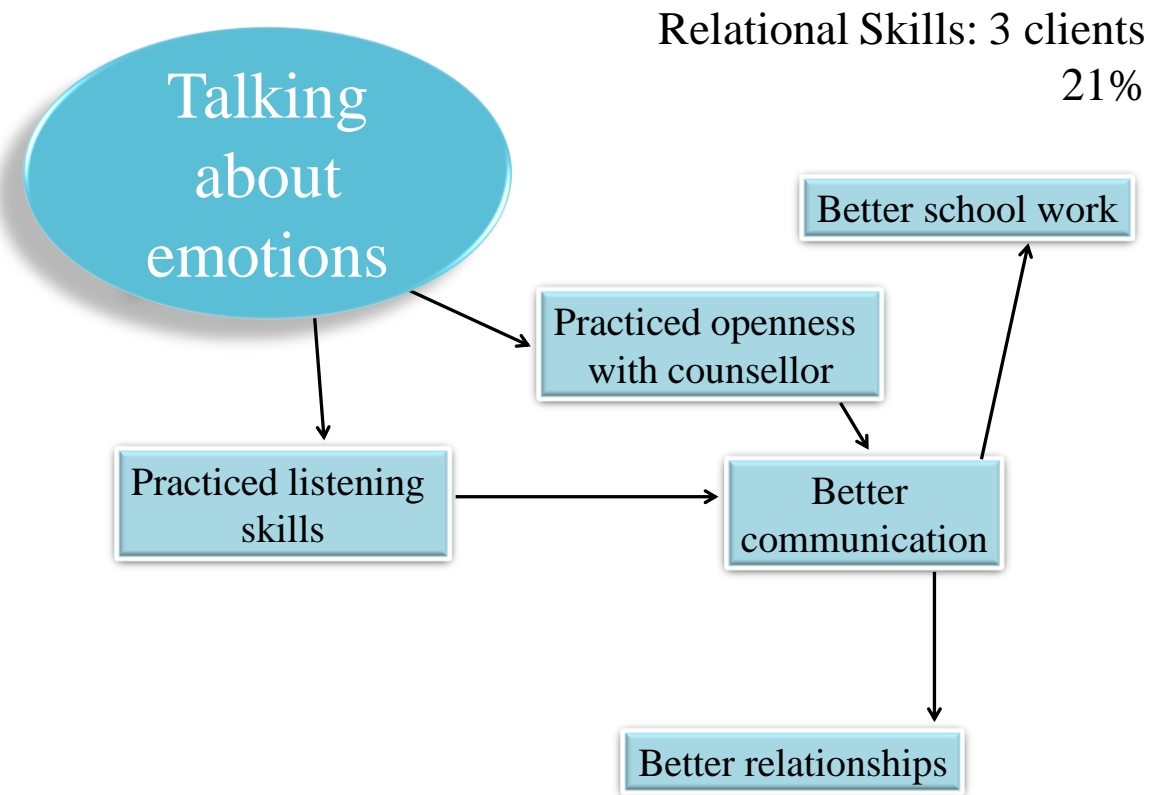 Relational Skills: 3 clients
21%
Talking
about
emotions
Better school work
Practiced openness
with counsellor
Practiced listening
skills
Better
communication
Better relationships